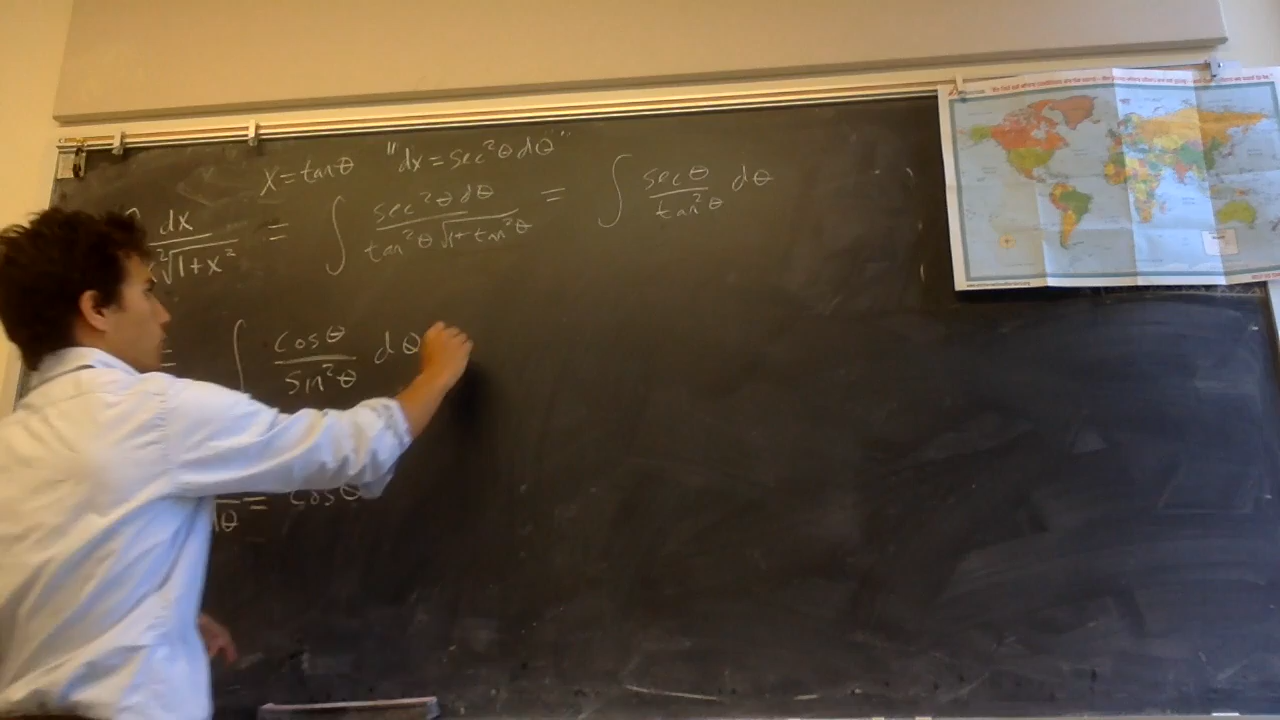 x = tanθ "dx = sec²θ dθ"
dx / x²√1+x² = ∫ sec²θ dθ / tan²θ √1+tan²θ = ∫ secθ / tan²θ dθ
= ∫ cosθ / sin²θ dθ
dθ = cosθ